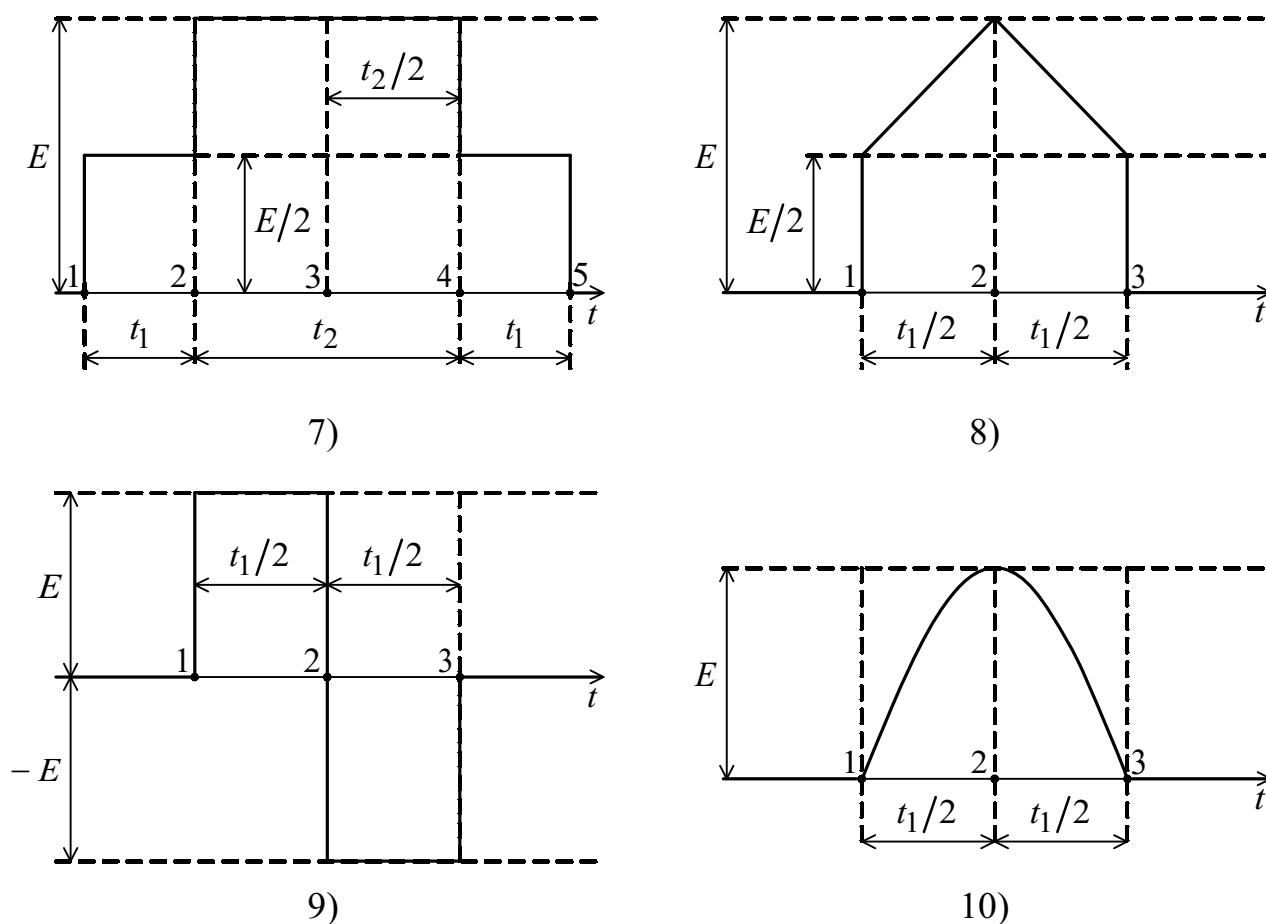 E
t₂/2
E/2
1 2 3 4 5
t
t₁ t₂ t₁
7)
E
E/2
1 2 3
t
t₁/2 t₁/2
8)
E
t₁/2 t₁/2
1 2 3
t
– E
9)
E
1 2 3
t
t₁/2 t₁/2
10)